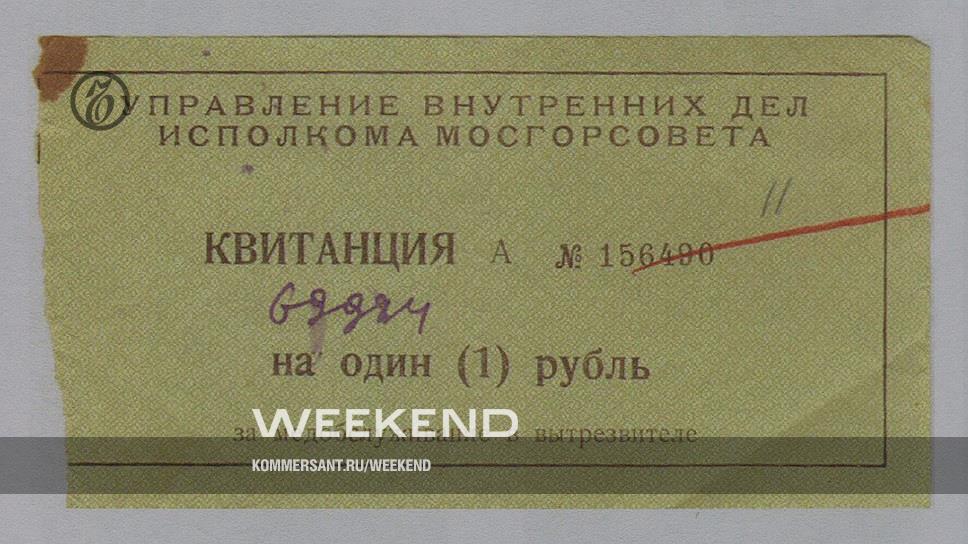 УПРАВЛЕНИЕ ВНУТРЕННИХ ДЕЛ
ИСПОЛКОМА МОСГОРСОВЕТА
11
КВИТАНЦИЯ А № 156490
на один (1) рубль
WEEKEND
за медобслуживание в вытрезвителе
KOMMERSANT.RU/WEEKEND